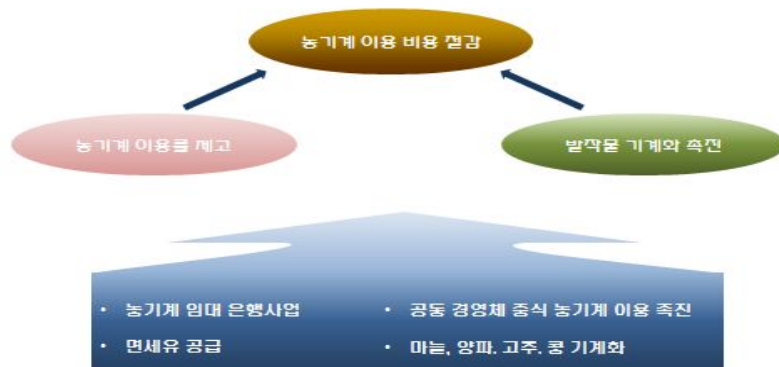 농기계 이용 비용 절감
농기계 이용률 제고
밭작물 기계화 촉진
• 농기계 임대 은행사업
• 공동 경영체 중심 농기계 이용 촉진
• 면세유 공급
• 마늘, 양파. 고추. 콩 기계화